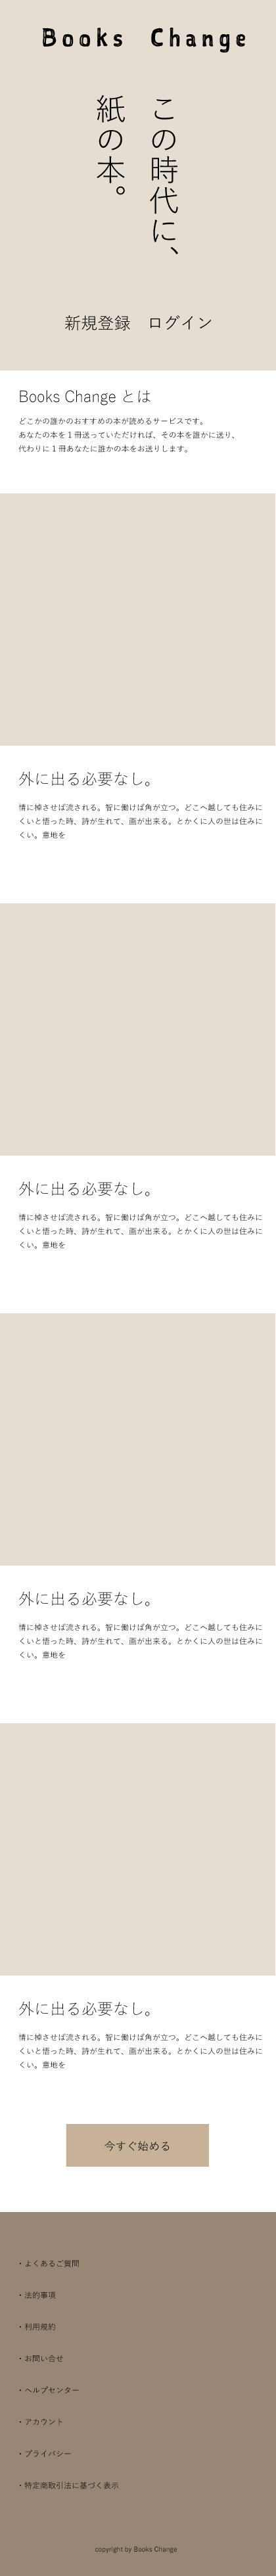 Books Change
この時代に、
紙の本。
新規登録 ログイン
Books Change とは
どこかの誰かのおすすめの本が読めるサービスです。
あなたの本を 1 冊送っていただければ、その本を誰かに送り、
代わりに 1 冊あなたに誰かの本をお送りします。
外に出る必要なし。
情に棹させば流される。智に働けば角が立つ。どこへ越しても住みに
くいと悟った時、詩が生れて、画が出来る。とかくに人の世は住みに
くい。意地を
外に出る必要なし。
情に棹させば流される。智に働けば角が立つ。どこへ越しても住みに
くいと悟った時、詩が生れて、画が出来る。とかくに人の世は住みに
くい。意地を
外に出る必要なし。
情に棹させば流される。智に働けば角が立つ。どこへ越しても住みに
くいと悟った時、詩が生れて、画が出来る。とかくに人の世は住みに
くい。意地を
外に出る必要なし。
情に棹させば流される。智に働けば角が立つ。どこへ越しても住みに
くいと悟った時、詩が生れて、画が出来る。とかくに人の世は住みに
くい。意地を
今すぐ始める
・よくあるご質問
・法的事項
・利用規約
・お問い合せ
・ヘルプセンター
・アカウント
・プライバシー
・特定商取引法に基づく表示
copyright by Books Change